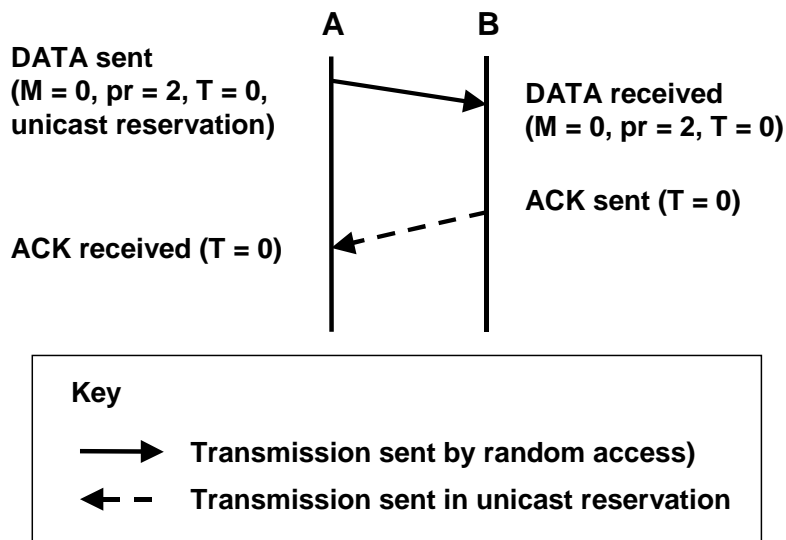 A B
DATA sent
(M = 0, pr = 2, T = 0,
unicast reservation)
DATA received
(M = 0, pr = 2, T = 0)
ACK sent (T = 0)
ACK received (T = 0)
Key
Transmission sent by random access)
Transmission sent in unicast reservation